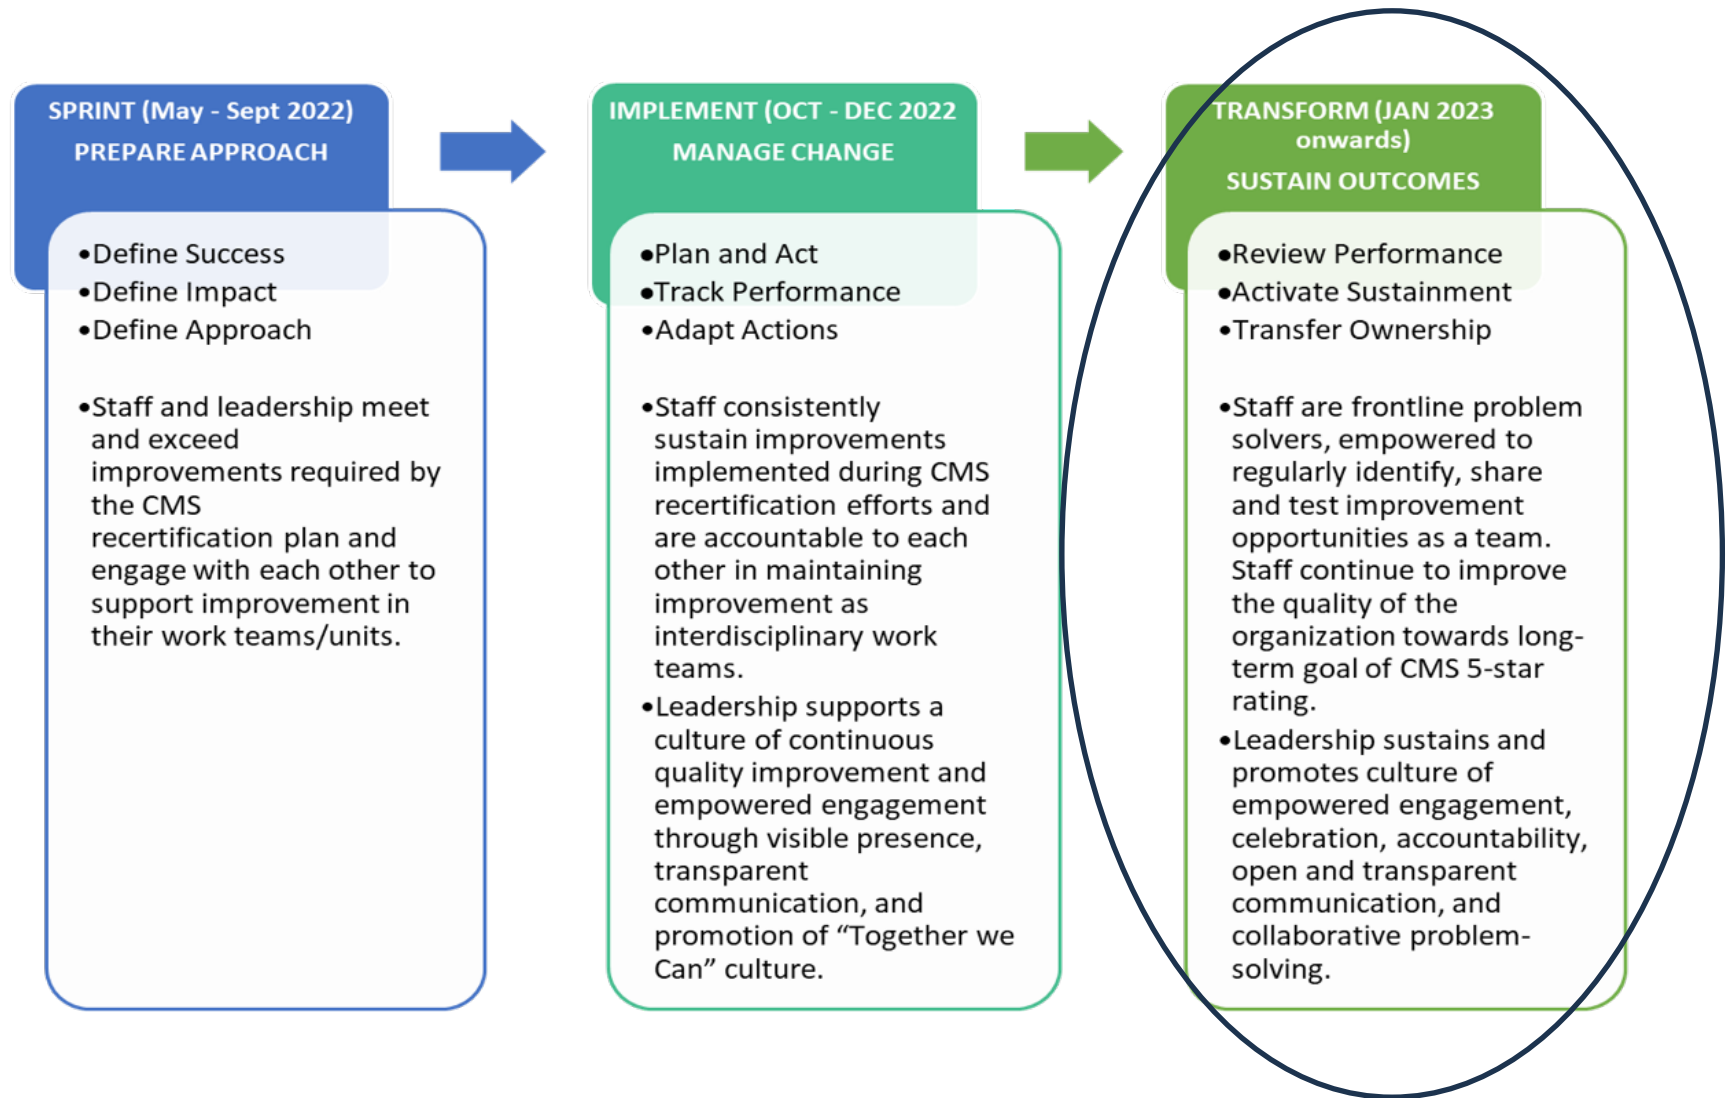 SPRINT (May - Sept 2022)
PREPARE APPROACH
•Define Success
•Define Impact
•Define Approach
•Staff and leadership meet
and exceed
improvements required by
the CMS
recertification plan and
engage with each other to
support improvement in
their work teams/units.
IMPLEMENT (OCT - DEC 2022
MANAGE CHANGE
•Plan and Act
•Track Performance
•Adapt Actions
•Staff consistently
sustain improvements
implemented during CMS
recertification efforts and
are accountable to each
other in maintaining
improvement as
interdisciplinary work
teams.
•Leadership supports a
culture of continuous
quality improvement and
empowered engagement
through visible presence,
transparent
communication, and
promotion of “Together we
Can” culture.
TRANSFORM (JAN 2023
onwards)
SUSTAIN OUTCOMES
•Review Performance
•Activate Sustainment
•Transfer Ownership
•Staff are frontline problem
solvers, empowered to
regularly identify, share
and test improvement
opportunities as a team.
Staff continue to improve
the quality of the
organization towards long-
term goal of CMS 5-star
rating.
•Leadership sustains and
promotes culture of
empowered engagement,
celebration, accountability,
open and transparent
communication, and
collaborative problem-
solving.